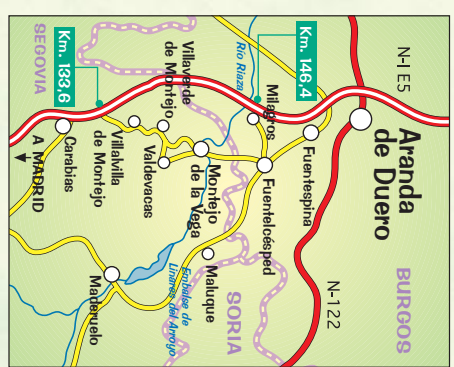 N-I E5
Aranda
de Duero
BURGOS
N-122
Km. 146,4
Milagros
Fuentespina
Fuentelcésped
Río Riaza
Villaverde
de Montejo
Montejo
de la Vega
Maluque
SORIA
Embalse de
Linares del Arroyo
Valdevacas
Villalvilla
de Montejo
Maderuelo
Km. 133,6
SEGOVIA
Carabias
A MADRID